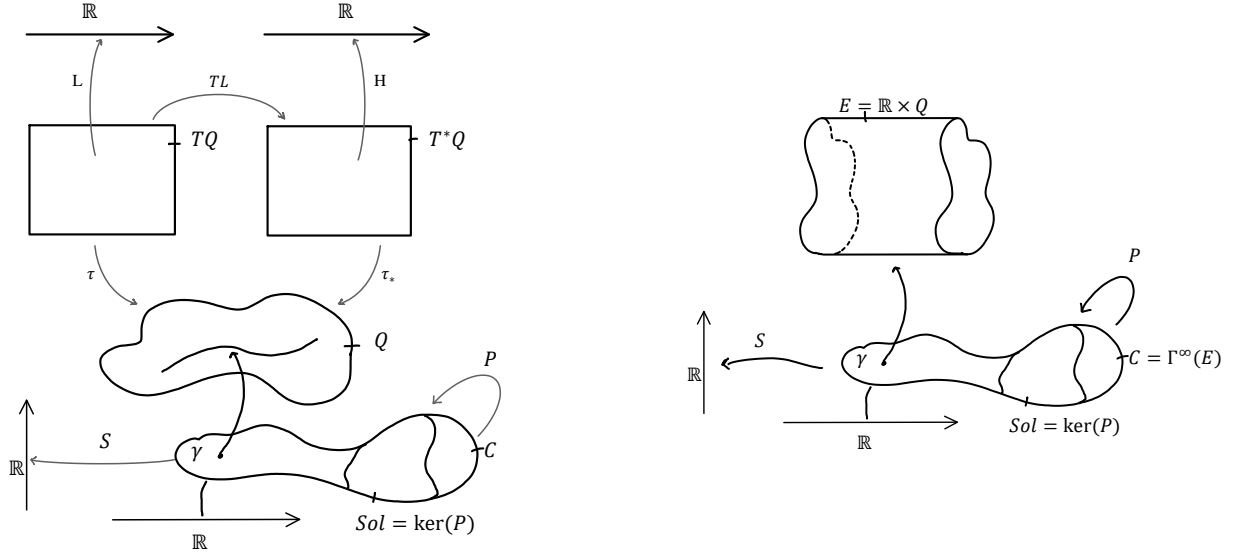 ℝ
ℝ
L
TL
H
TQ
T*Q
τ
τ*
Q
P
S
γ
C
ℝ
Sol = ker(P)
ℝ
E = ℝ × Q
P
S
γ
C = Γ^∞(E)
ℝ
Sol = ker(P)
ℝ